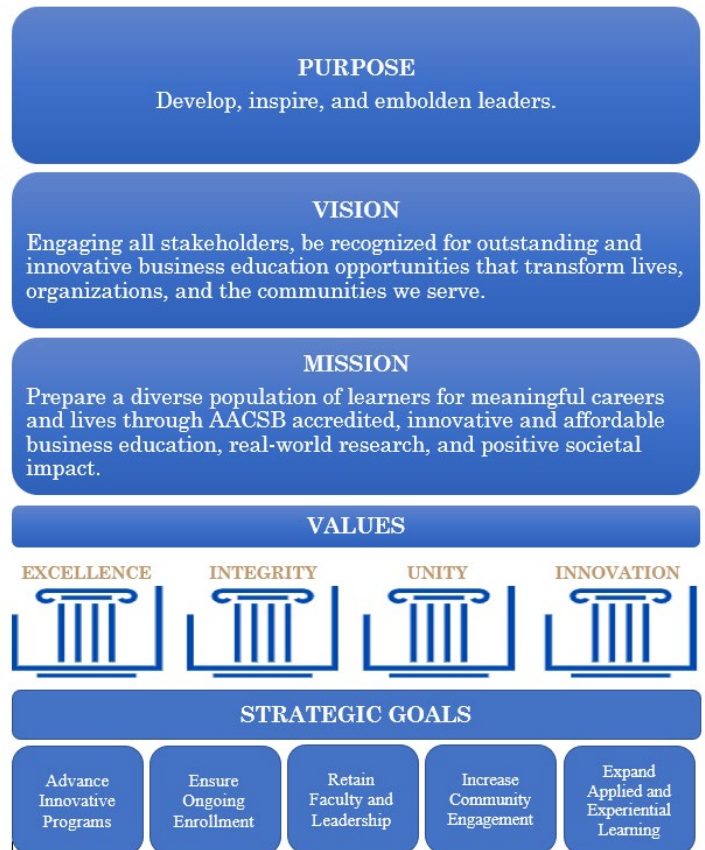 PURPOSE
Develop, inspire, and embolden leaders.
VISION
Engaging all stakeholders, be recognized for outstanding and
innovative business education opportunities that transform lives,
organizations, and the communities we serve.
MISSION
Prepare a diverse population of learners for meaningful careers
and lives through AACSB accredited, innovative and affordable
business education, real-world research, and positive societal
impact.
VALUES
EXCELLENCE
INTEGRITY
UNITY
INNOVATION
STRATEGIC GOALS
Advance
Innovative
Programs
Ensure
Ongoing
Enrollment
Retain
Faculty and
Leadership
Increase
Community
Engagement
Expand
Applied and
Experiential
Learning